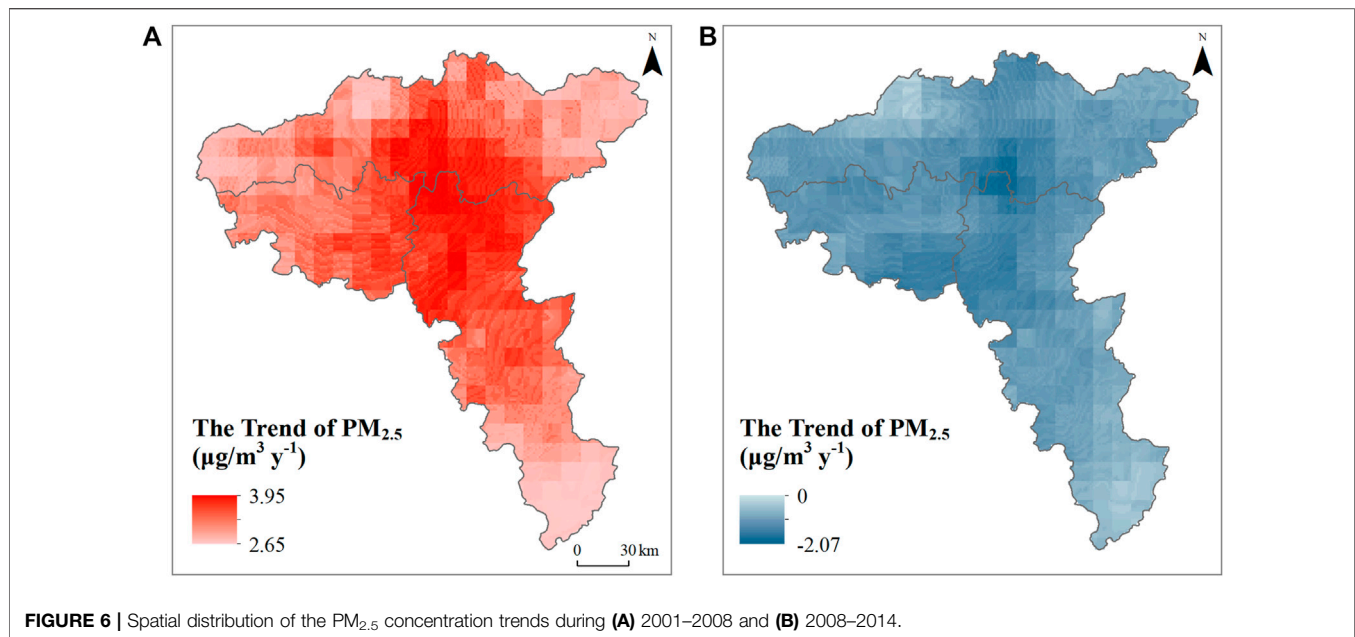 A
N
The Trend of PM2.5
(µg/m³ y⁻¹)
3.95
2.65
0 30 km
B
N
The Trend of PM2.5
(µg/m³ y⁻¹)
0
-2.07
FIGURE 6 | Spatial distribution of the PM2.5 concentration trends during (A) 2001–2008 and (B) 2008–2014.